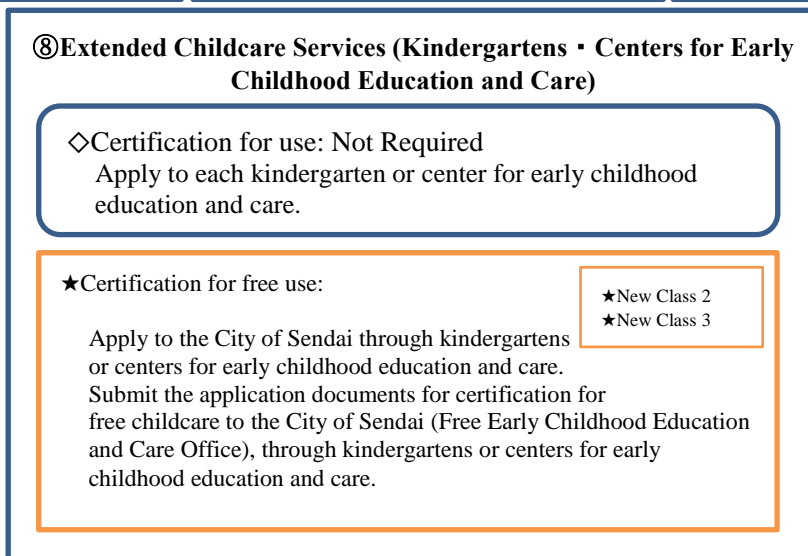 ⑧Extended Childcare Services (Kindergartens・Centers for Early
Childhood Education and Care)
◇Certification for use: Not Required
Apply to each kindergarten or center for early childhood
education and care.
★Certification for free use:
★New Class 2
★New Class 3
Apply to the City of Sendai through kindergartens
or centers for early childhood education and care.
Submit the application documents for certification for
free childcare to the City of Sendai (Free Early Childhood Education
and Care Office), through kindergartens or centers for early
childhood education and care.